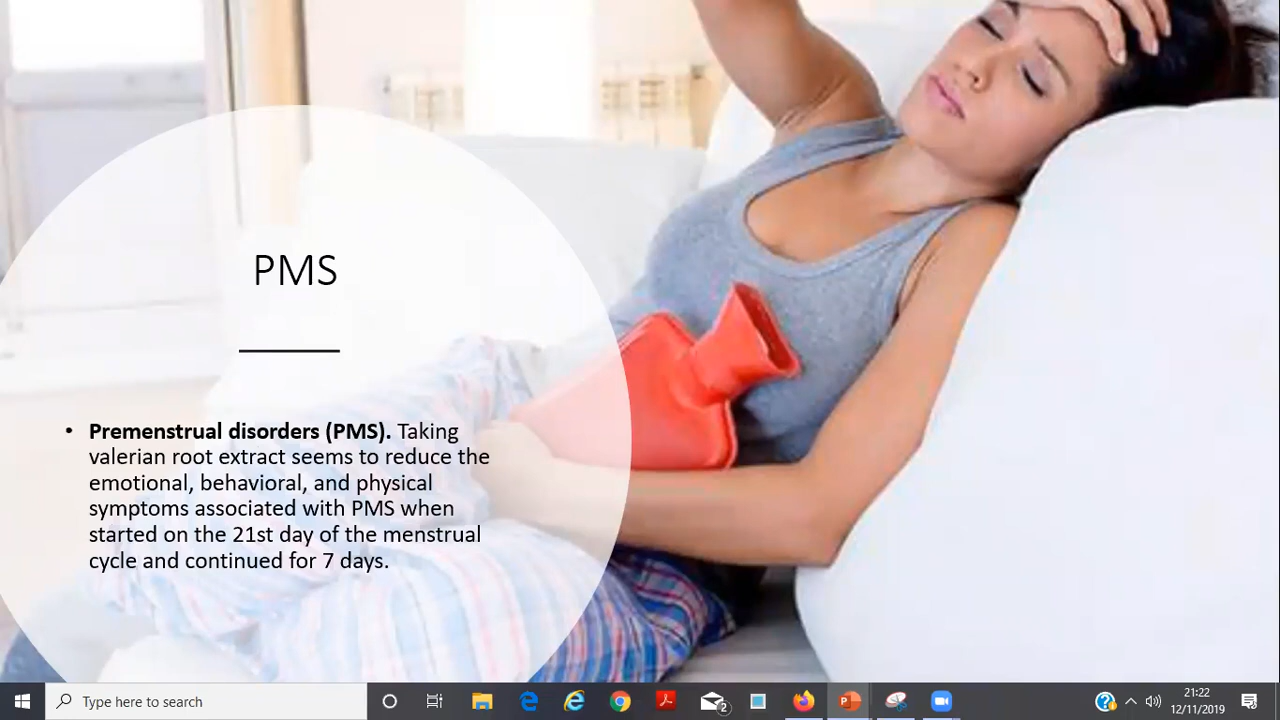 PMS
• Premenstrual disorders (PMS). Taking
valerian root extract seems to reduce the
emotional, behavioral, and physical
symptoms associated with PMS when
started on the 21st day of the menstrual
cycle and continued for 7 days.
Type here to search
2
21:22
12/11/2019